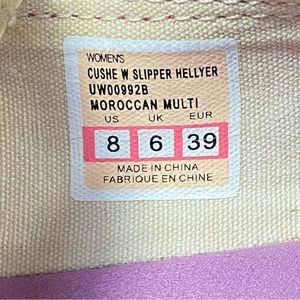 WOMEN'S
CUSHE W SLIPPER HELLYER
UW00992B
MOROCCAN MULTI
US UK EUR
8 6 39
MADE IN CHINA
FABRIQUE EN CHINE